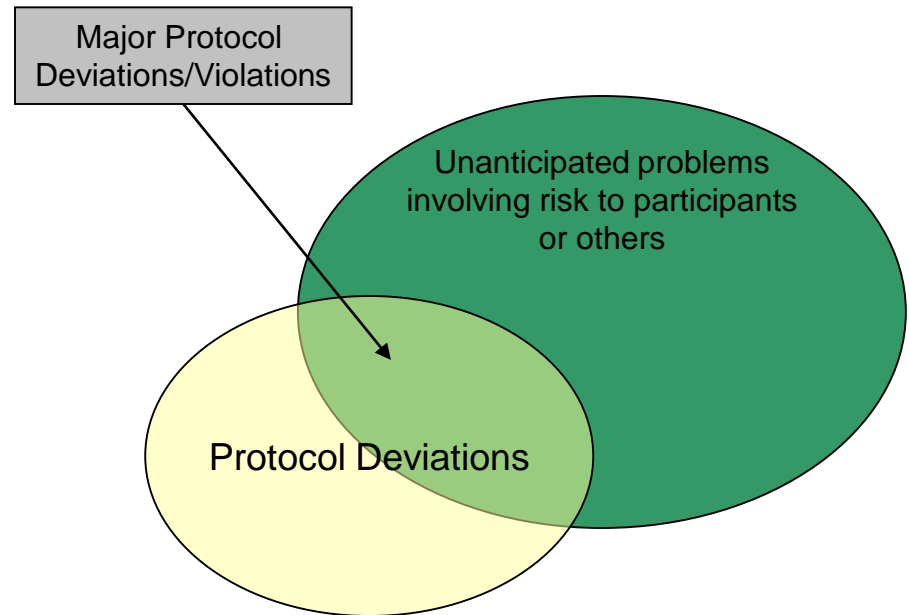 Major Protocol
Deviations/Violations
Unanticipated problems
involving risk to participants
or others
Protocol Deviations